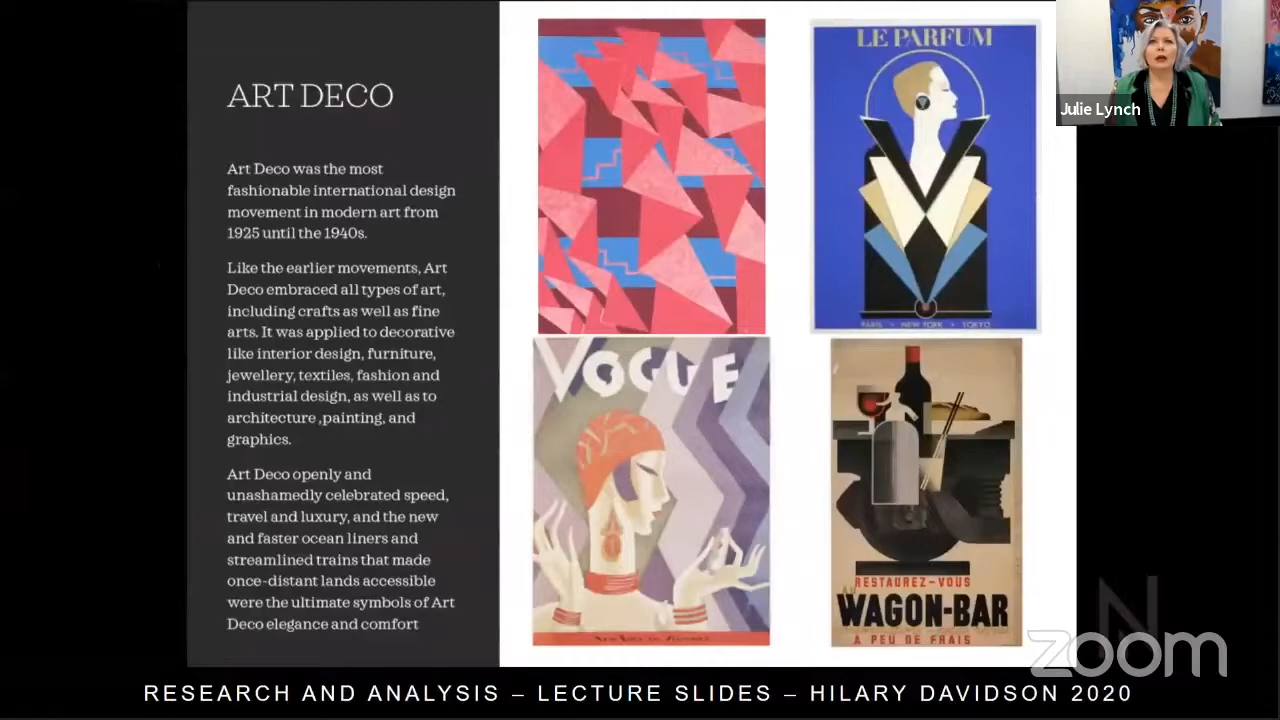 ART DECO
Art Deco was the most
fashionable international design
movement in modern art from
1925 until the 1940s.
Like the earlier movements, Art
Deco embraced all types of art,
including crafts as well as fine
arts. It was applied to decorative
like interior design, furniture,
jewellery, textiles, fashion and
industrial design, as well as to
architecture ,painting, and
graphics.
Art Deco openly and
unashamedly celebrated speed,
travel and luxury, and the new
and faster ocean liners and
streamlined trains that made
once-distant lands accessible
were the ultimate symbols of Art
Deco elegance and comfort
LE PARFUM
PARIS • NEW YORK • TOKYO
VOGUE
RESTAUREZ-VOUS
AU
WAGON-BAR
A PEU DE FRAIS
Julie Lynch
N
zoom
RESEARCH AND ANALYSIS – LECTURE SLIDES – HILARY DAVIDSON 2020